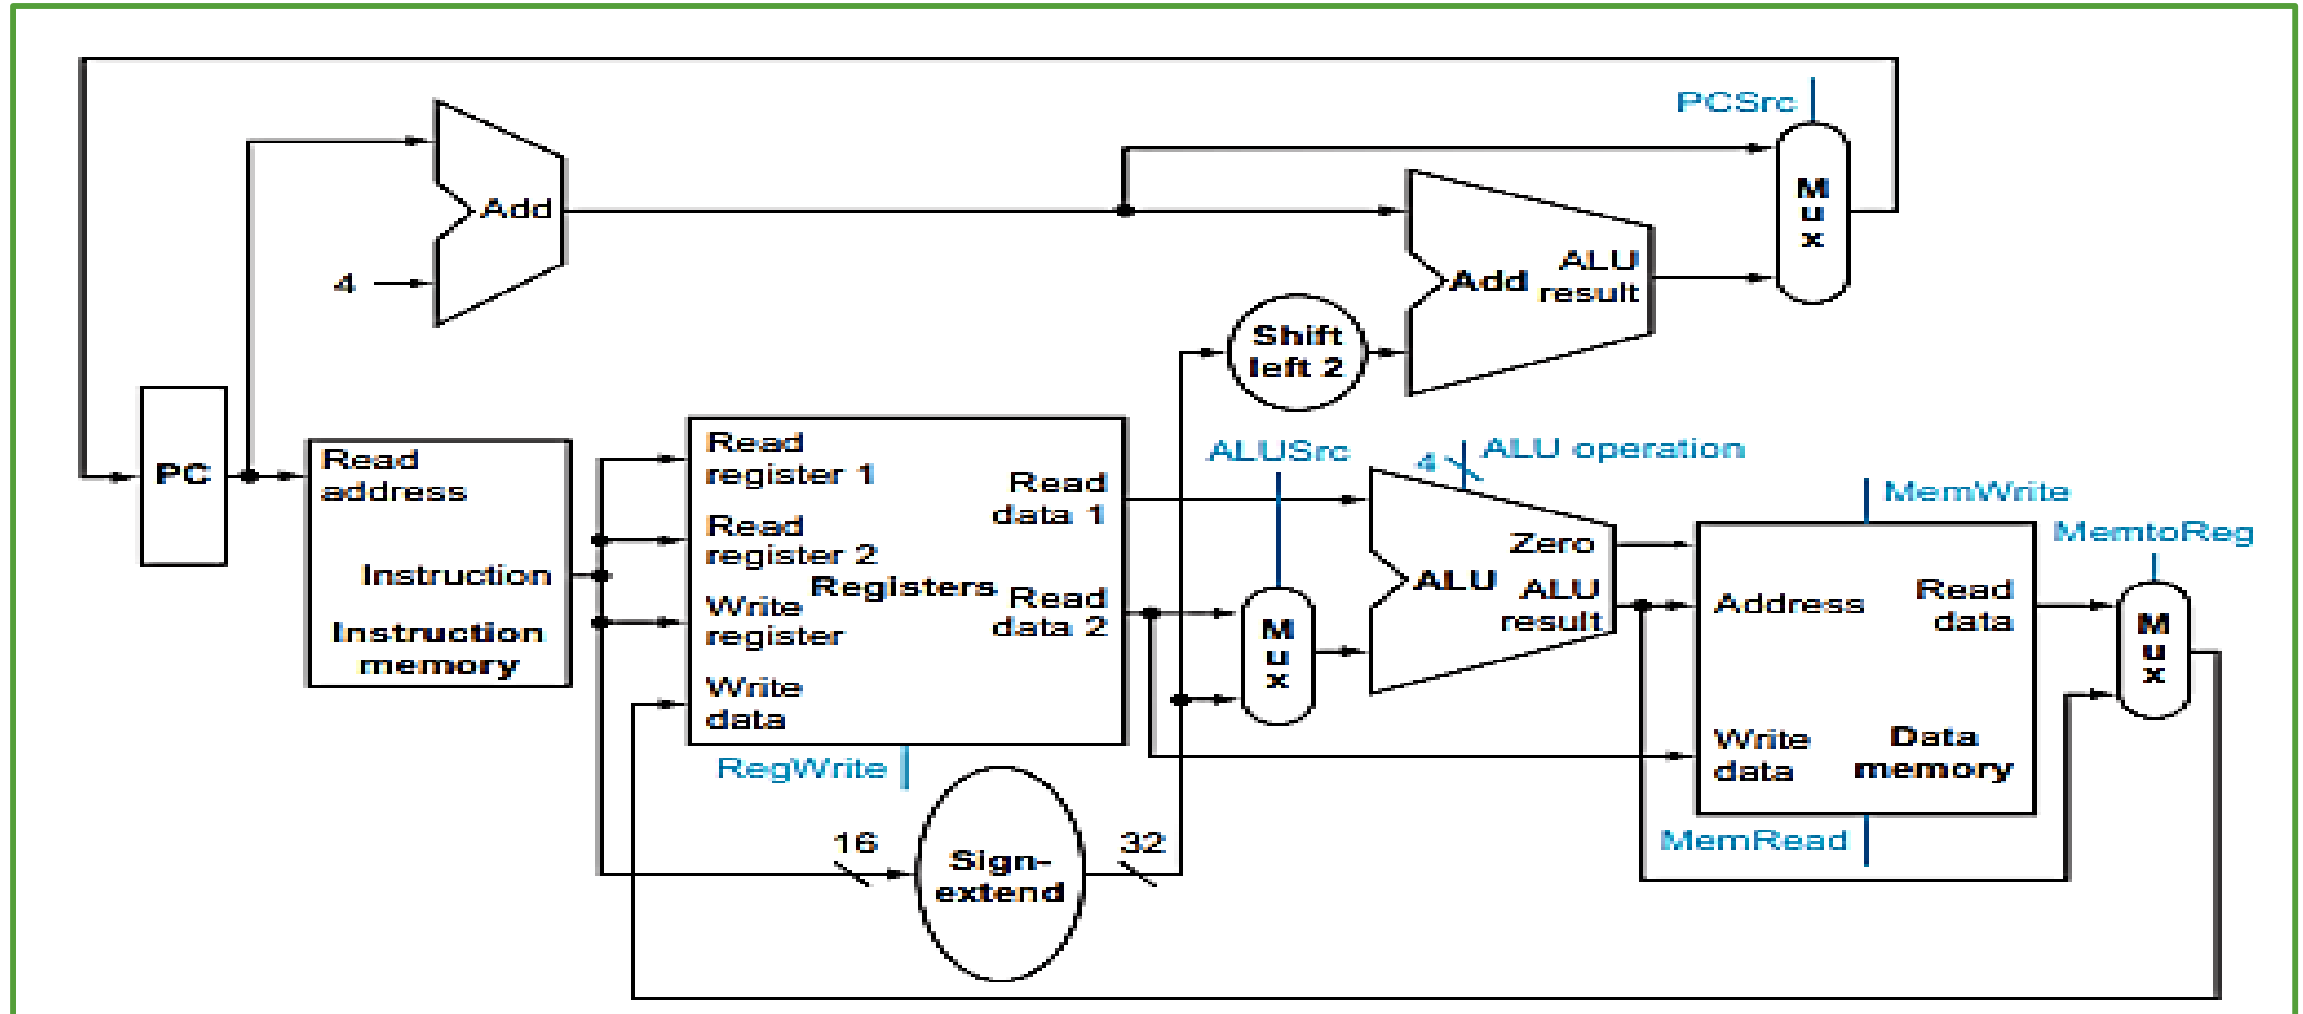 PCSrc
M
u
x
Add
4
Add
ALU
result
Shift
left 2
PC
Read
address
Instruction
Instruction
memory
Read
register 1
Read
register 2
Write
register
Write
data
Registers
Read
data 1
Read
data 2
RegWrite
16
Sign-
extend
32
ALUSrc
M
u
x
4
ALU operation
Zero
ALU
ALU
result
MemWrite
Address
Read
data
Write
data
Data
memory
MemRead
MemtoReg
M
u
x